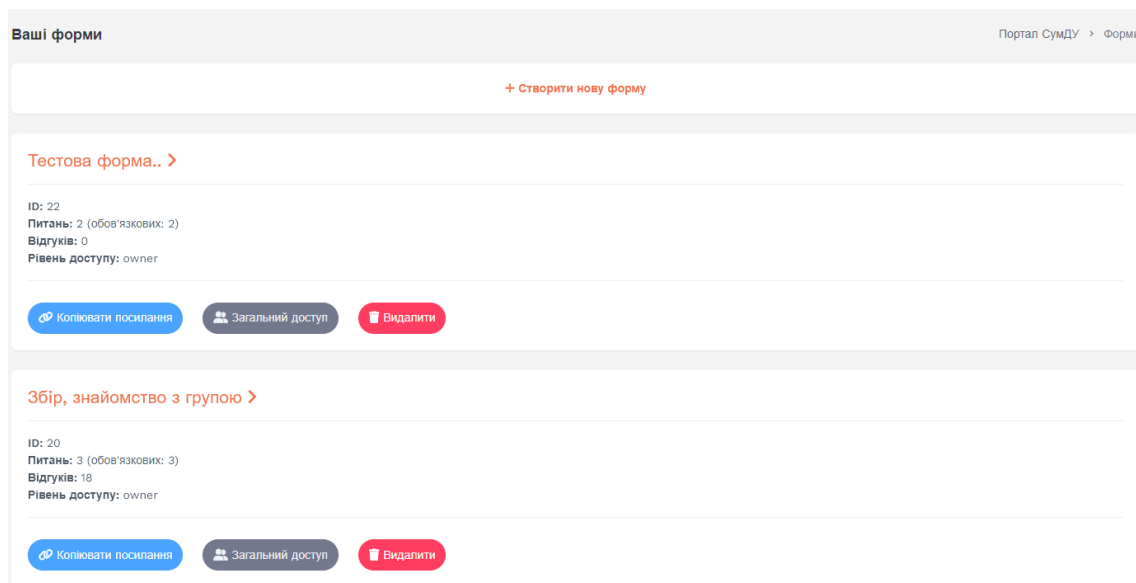 Ваші форми
Портал СумДУ > Форми
+ Створити нову форму
Тестова форма.. >
ID: 22
Питань: 2 (обов'язкових: 2)
Відгуків: 0
Рівень доступу: owner
Копіювати посилання Загальний доступ Видалити
Збір, знайомство з групою >
ID: 20
Питань: 3 (обов'язкових: 3)
Відгуків: 18
Рівень доступу: owner
Копіювати посилання Загальний доступ Видалити